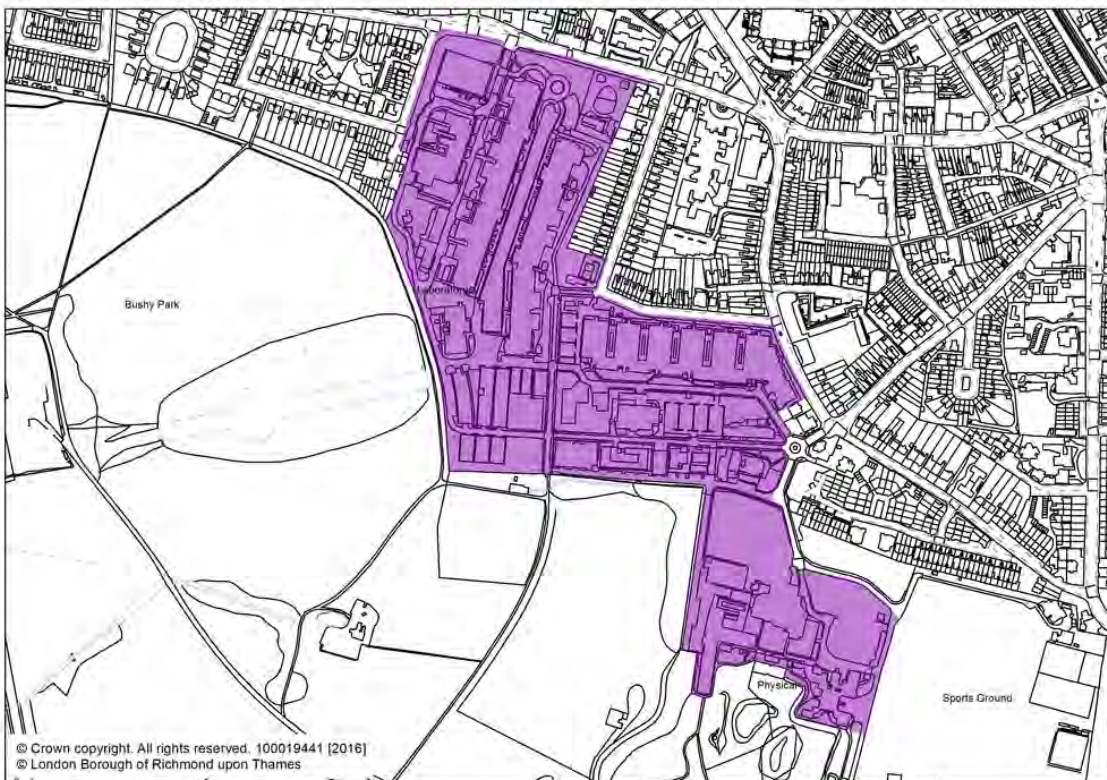 Bushy Park
Laboratory
Physical
Sports Ground
© Crown copyright. All rights reserved. 100019441 [2016]
© London Borough of Richmond upon Thames